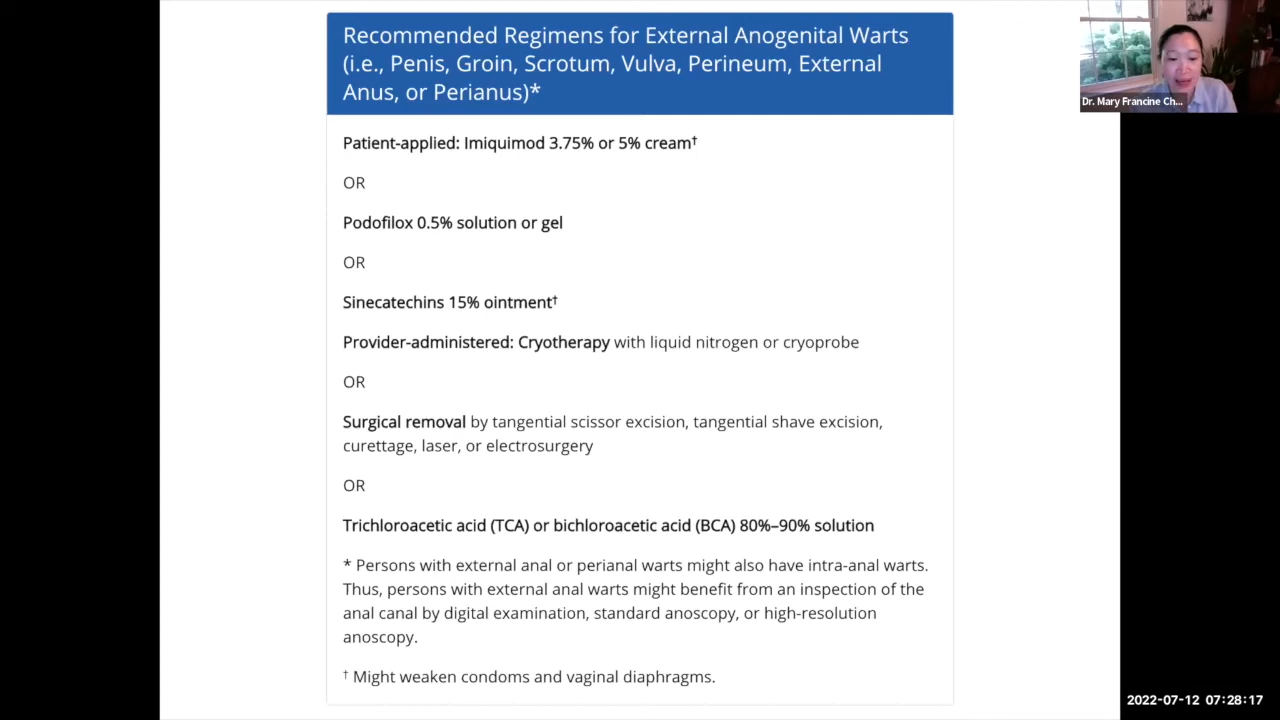 Recommended Regimens for External Anogenital Warts
(i.e., Penis, Groin, Scrotum, Vulva, Perineum, External
Anus, or Perianus)*
Patient-applied: Imiquimod 3.75% or 5% cream†
OR
Podofilox 0.5% solution or gel
OR
Sinecatechins 15% ointment†
Provider-administered: Cryotherapy with liquid nitrogen or cryoprobe
OR
Surgical removal by tangential scissor excision, tangential shave excision,
curettage, laser, or electrosurgery
OR
Trichloroacetic acid (TCA) or bichloroacetic acid (BCA) 80%–90% solution
* Persons with external anal or perianal warts might also have intra-anal warts.
Thus, persons with external anal warts might benefit from an inspection of the
anal canal by digital examination, standard anoscopy, or high-resolution
anoscopy.
† Might weaken condoms and vaginal diaphragms.
Dr. Mary Francine Ch...
2022-07-12 07:28:17